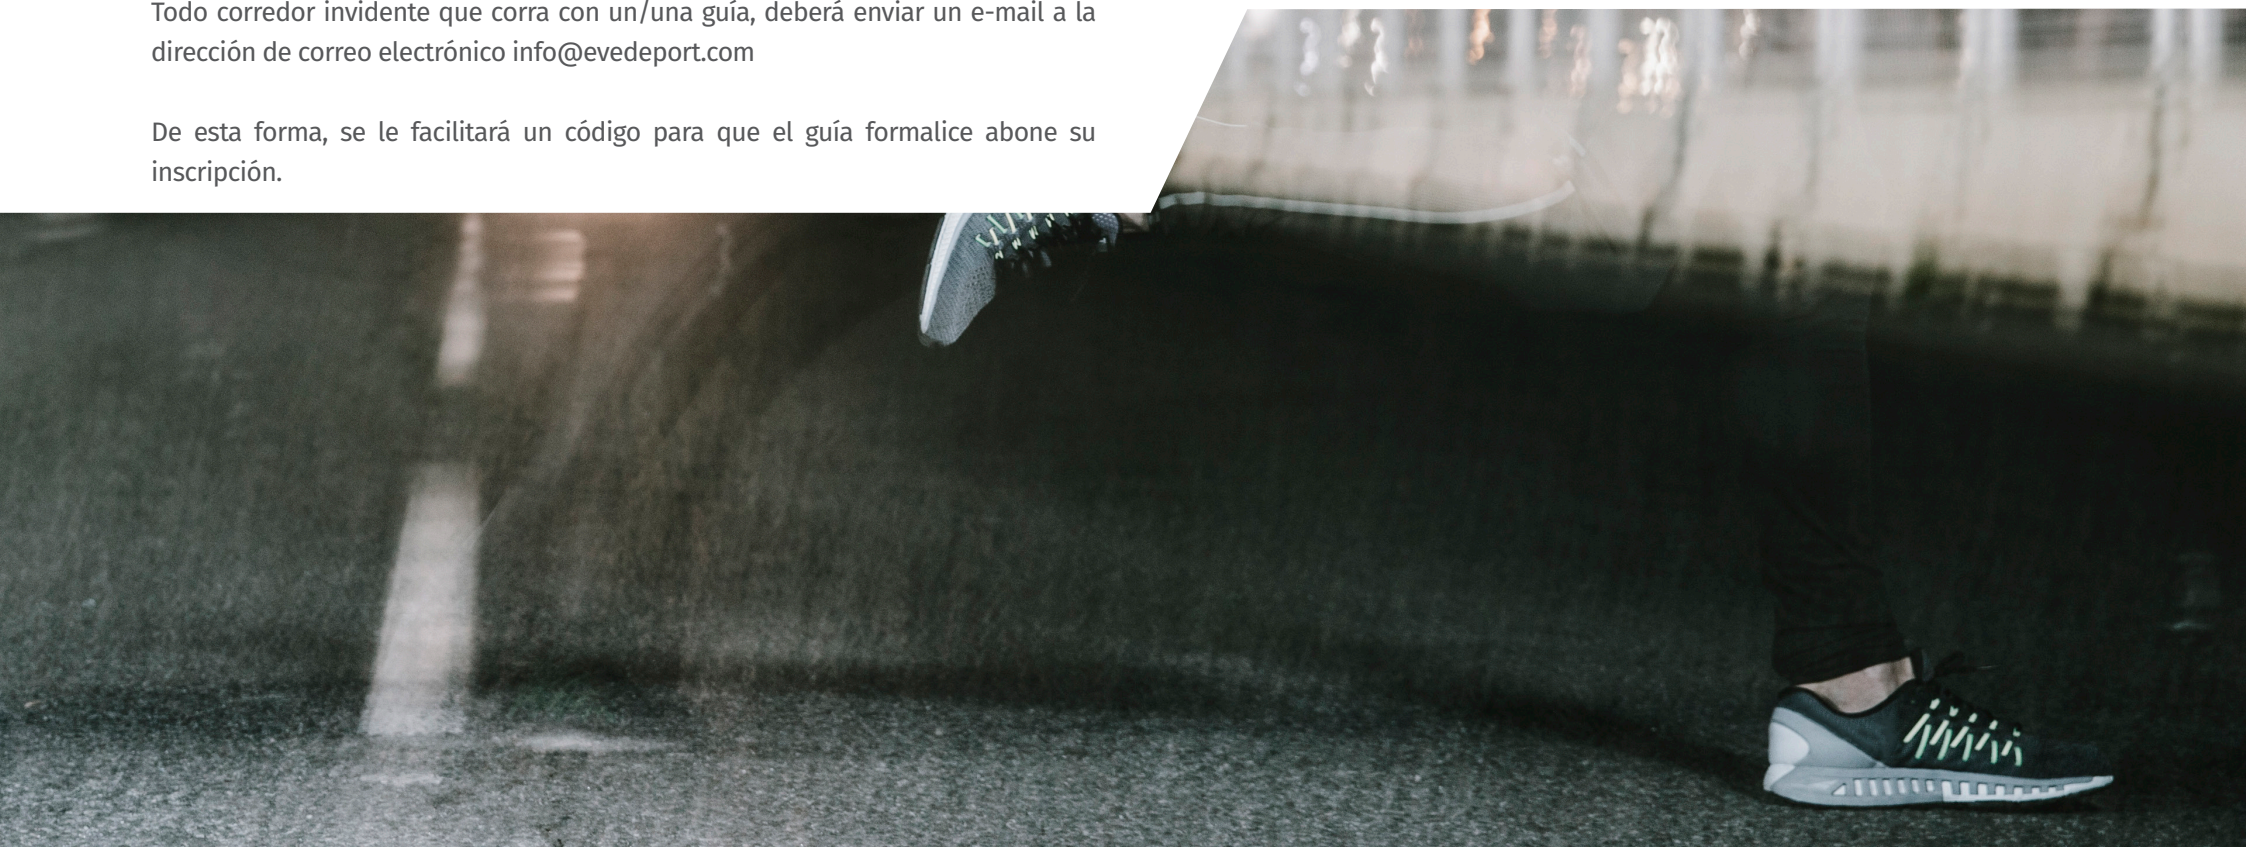 Todo corredor invidente que corra con un/una guía, deberá enviar un e-mail a la
dirección de correo electrónico info@evedeport.com
De esta forma, se le facilitará un código para que el guía formalice abone su
inscripción.